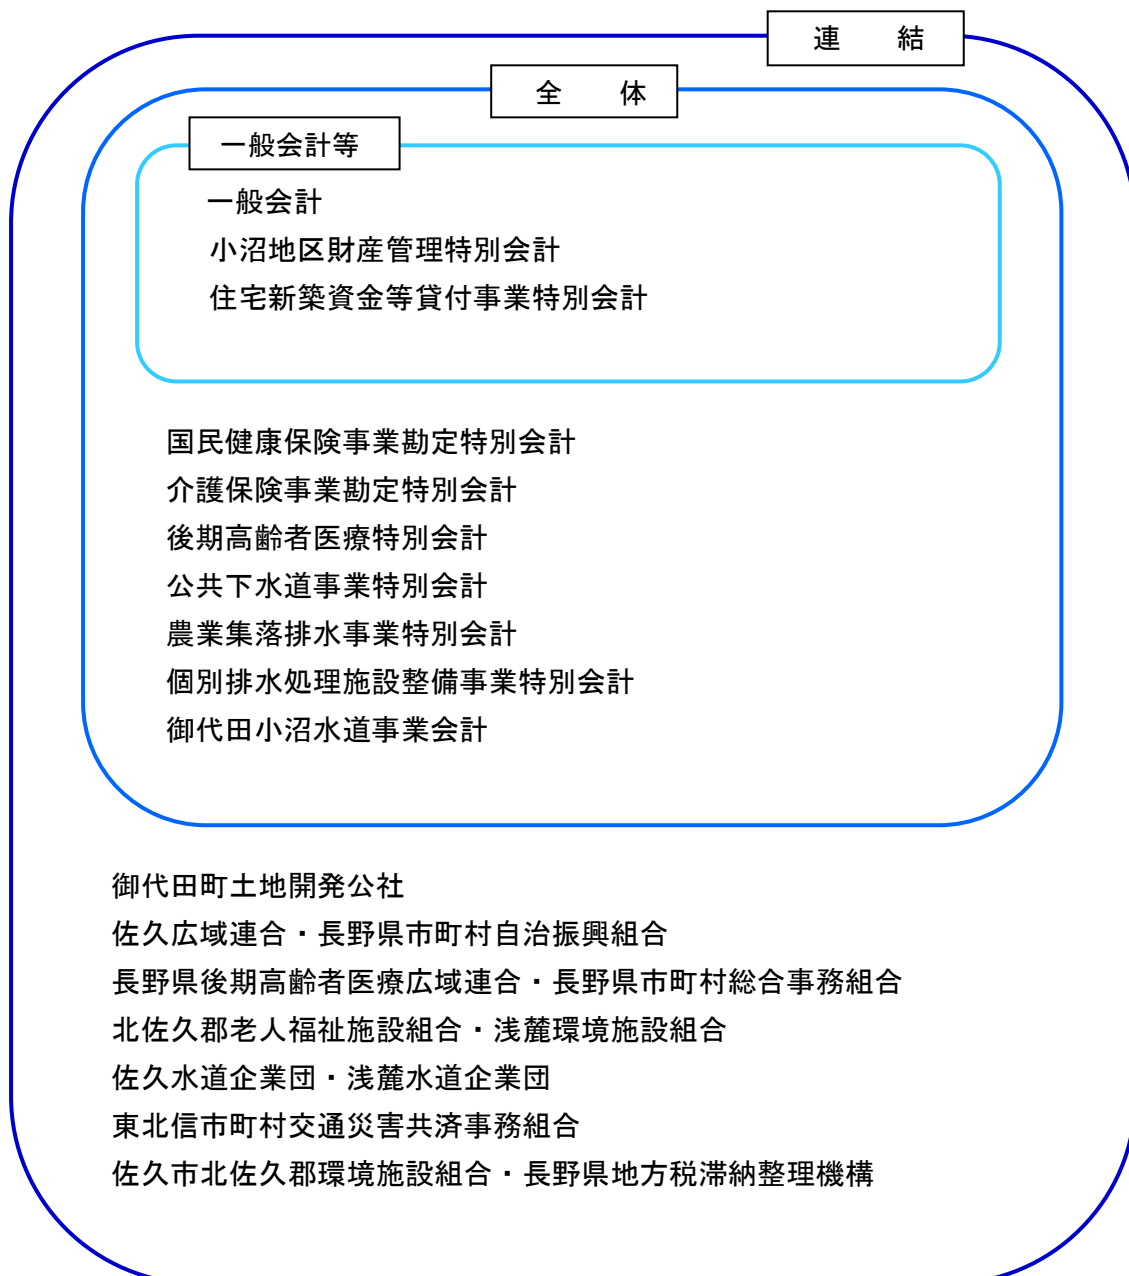 連　　結
全　　体
一般会計等
一般会計
小沼地区財産管理特別会計
住宅新築資金等貸付事業特別会計
国民健康保険事業勘定特別会計
介護保険事業勘定特別会計
後期高齢者医療特別会計
公共下水道事業特別会計
農業集落排水事業特別会計
個別排水処理施設整備事業特別会計
御代田小沼水道事業会計
御代田町土地開発公社
佐久広域連合・長野県市町村自治振興組合
長野県後期高齢者医療広域連合・長野県市町村総合事務組合
北佐久郡老人福祉施設組合・浅麓環境施設組合
佐久水道企業団・浅麓水道企業団
東北信市町村交通災害共済事務組合
佐久市北佐久郡環境施設組合・長野県地方税滞納整理機構